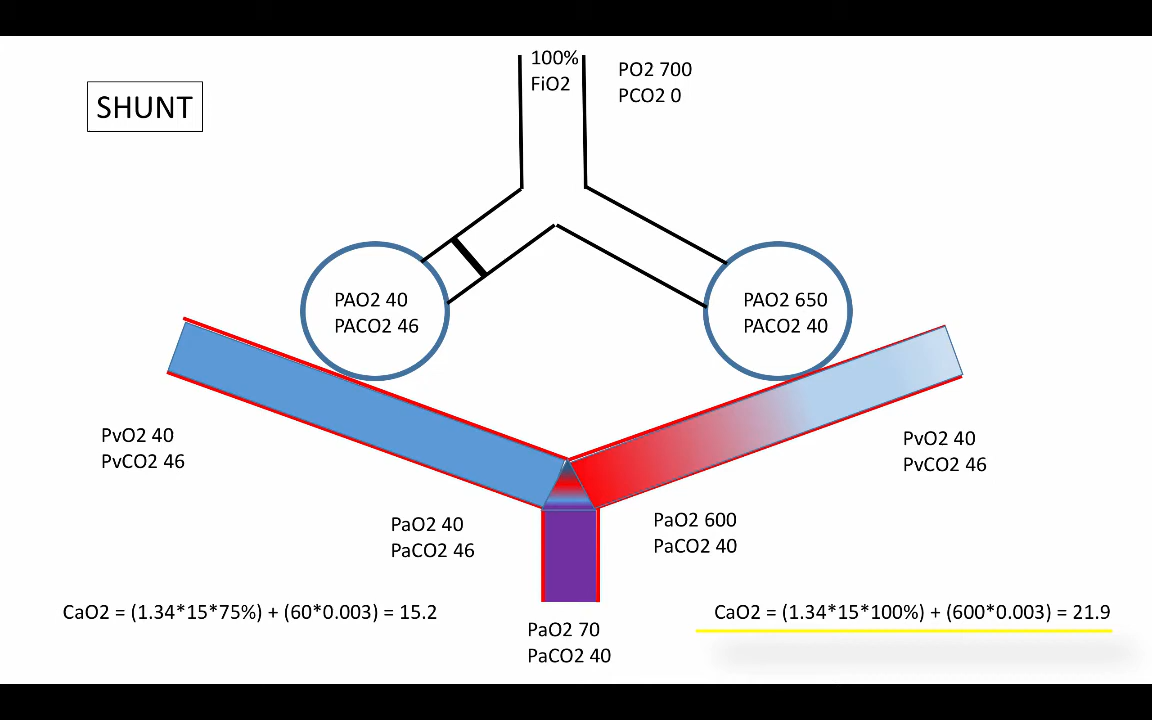 100%
FiO2
PO2 700
PCO2 0
SHUNT
PAO2 40
PACO2 46
PAO2 650
PACO2 40
PvO2 40
PvCO2 46
PvO2 40
PvCO2 46
PaO2 40
PaCO2 46
PaO2 600
PaCO2 40
CaO2 = (1.34*15*75%) + (60*0.003) = 15.2
CaO2 = (1.34*15*100%) + (600*0.003) = 21.9
PaO2 70
PaCO2 40